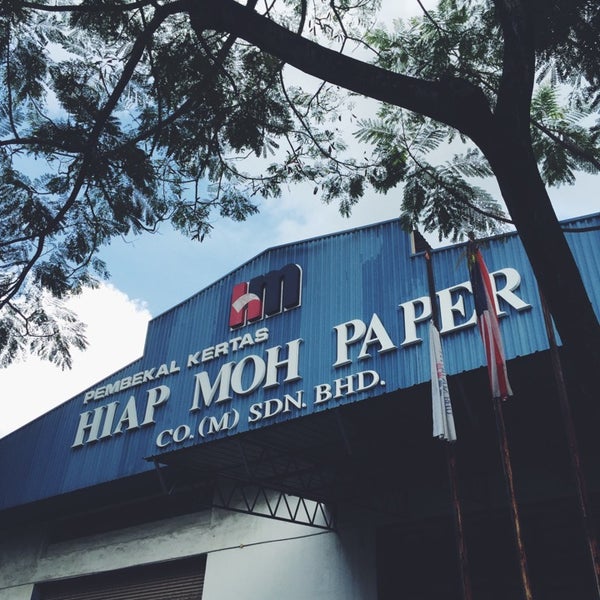 hm
PEMBEKAL KERTAS
HIAP MOH PAPER
CO. (M) SDN. BHD.